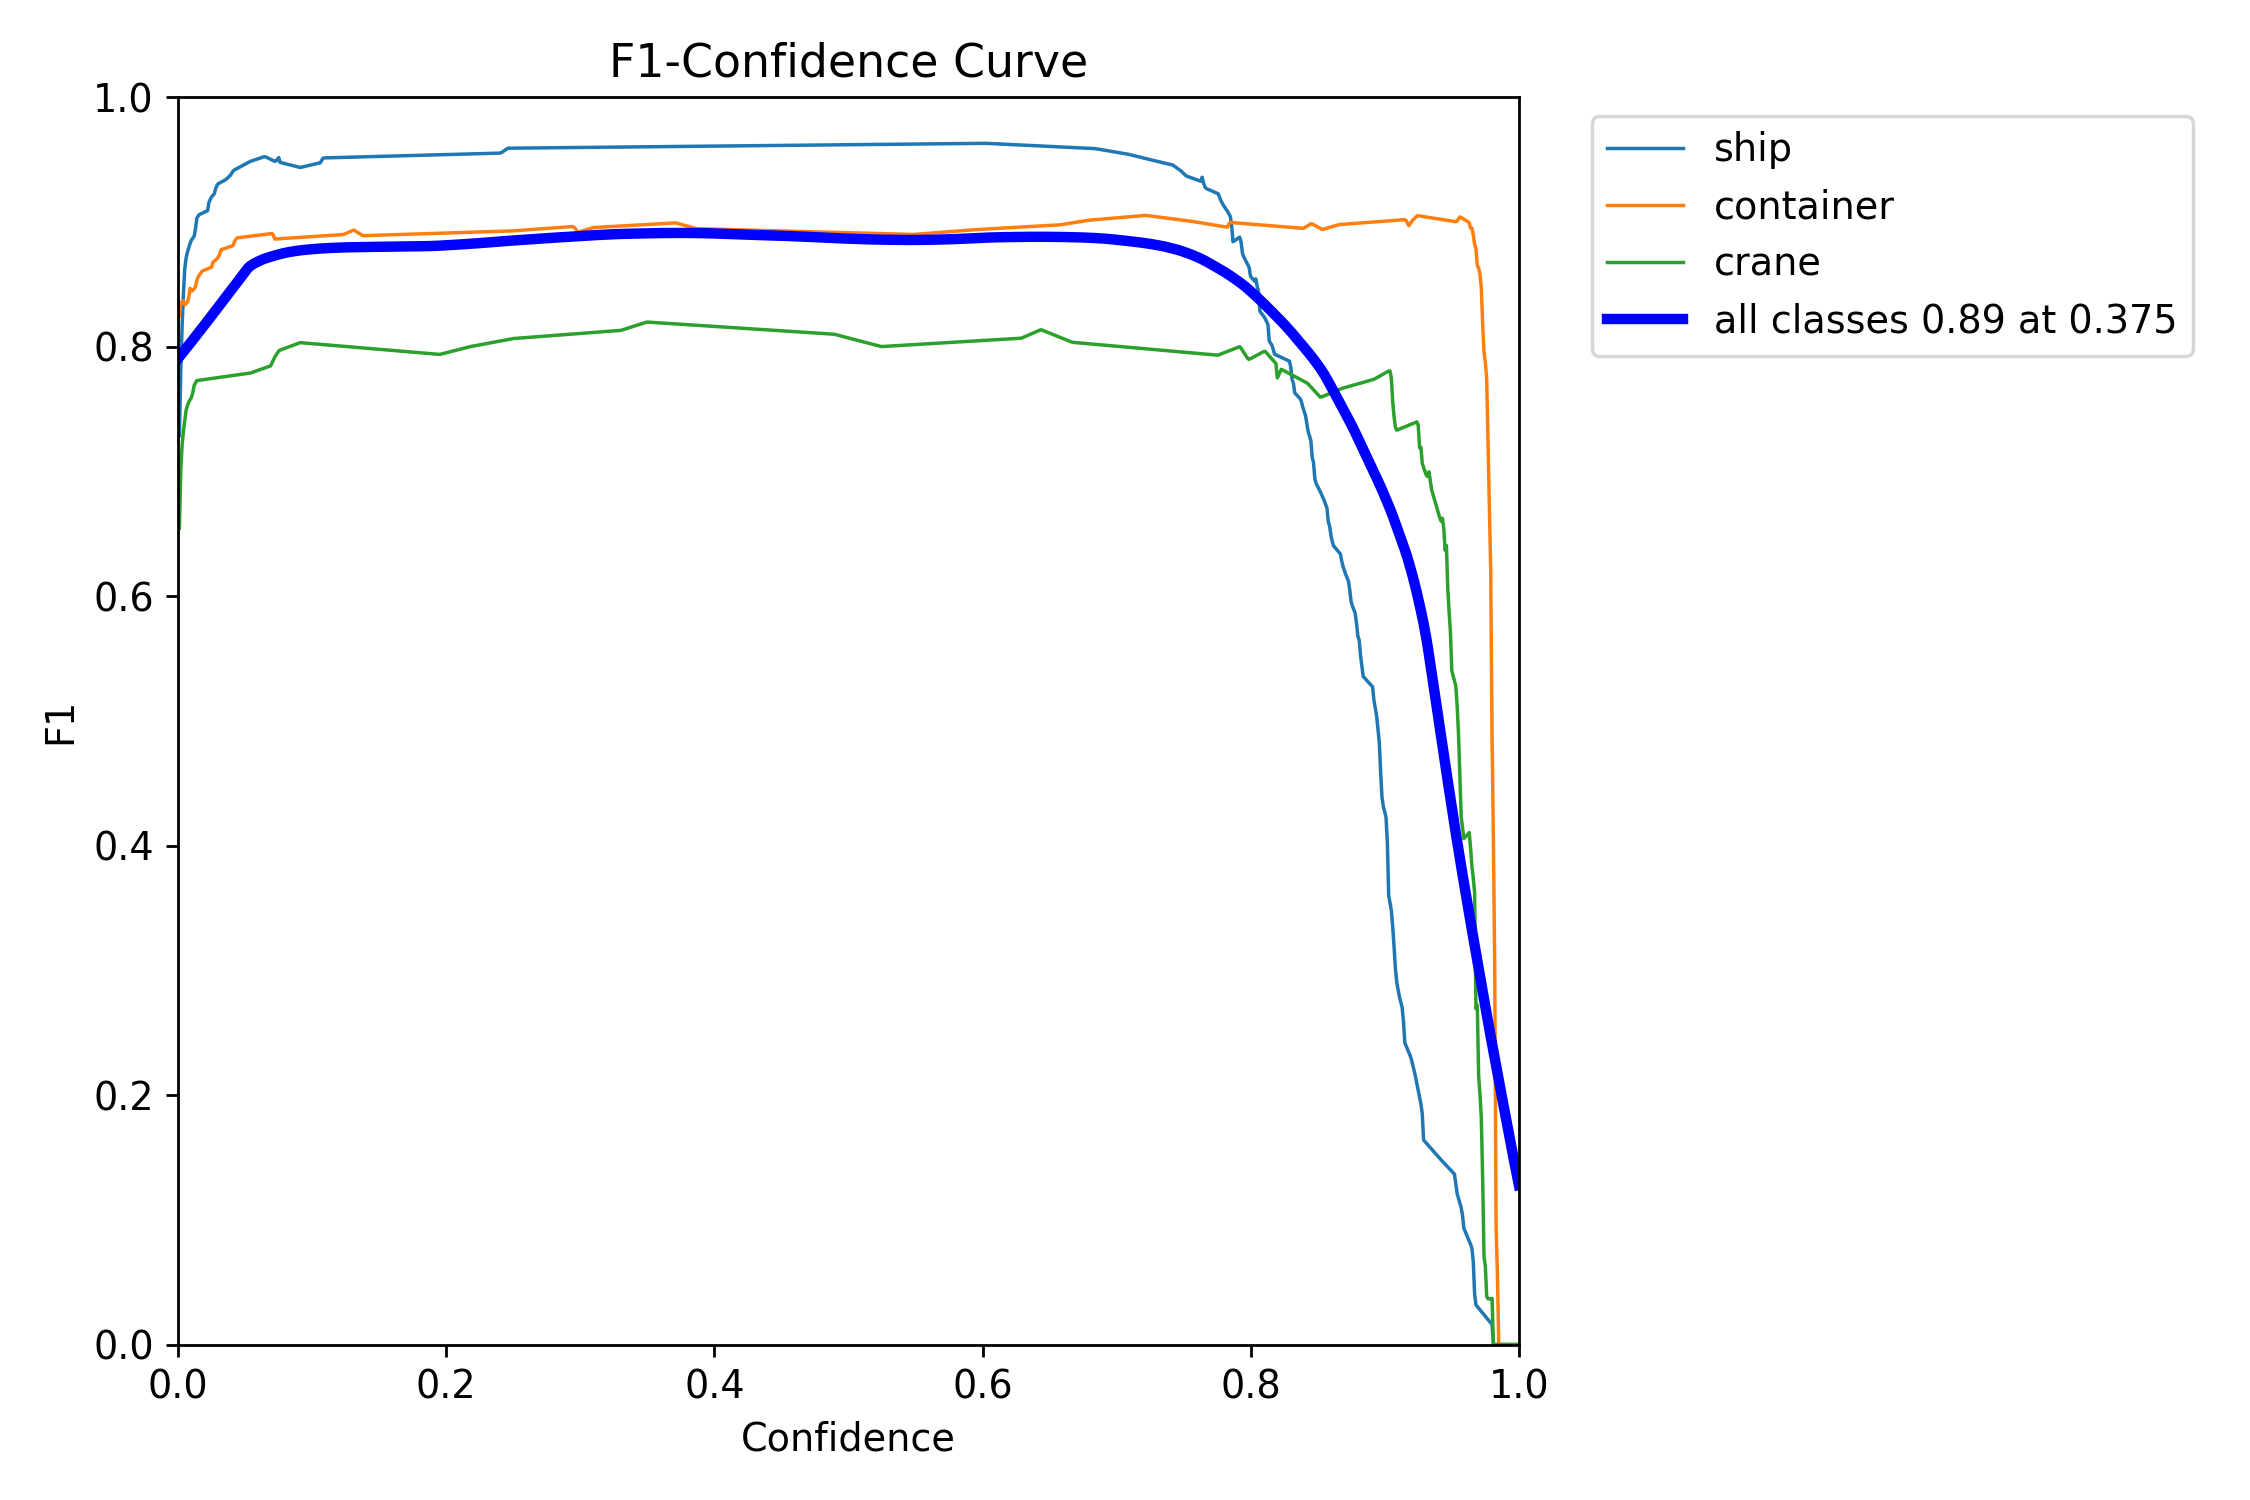 F1-Confidence Curve
1.0
0.8
0.6
0.4
0.2
0.0
F1
0.0 0.2 0.4 0.6 0.8 1.0
Confidence
ship
container
crane
all classes 0.89 at 0.375